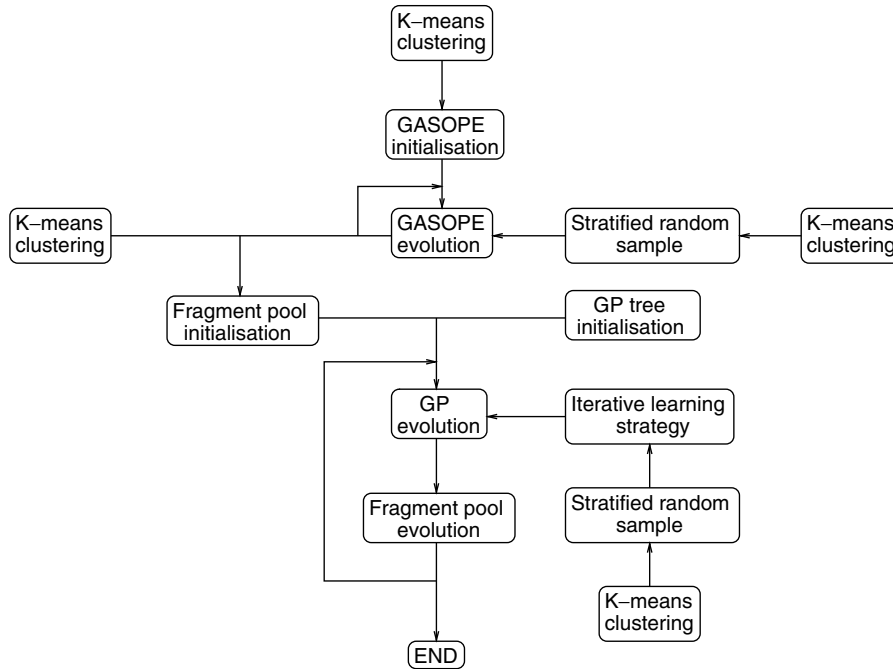 K–means
clustering
GASOPE
initialisation
K–means
clustering
GASOPE
evolution
Stratified random
sample
K–means
clustering
Fragment pool
initialisation
GP tree
initialisation
GP
evolution
Iterative learning
strategy
Fragment pool
evolution
Stratified random
sample
K–means
clustering
END